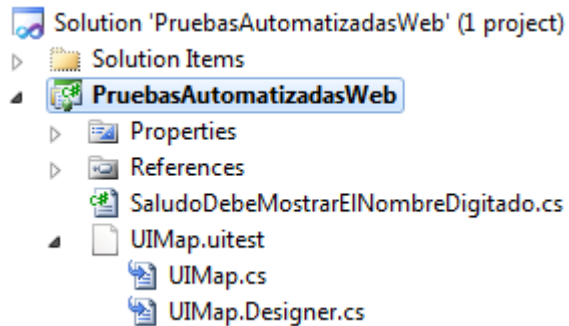 Solution 'PruebasAutomatizadasWeb' (1 project)
Solution Items
PruebasAutomatizadasWeb
Properties
References
SaludoDebeMostrarElNombreDigitado.cs
UIMap.uitest
UIMap.cs
UIMap.Designer.cs